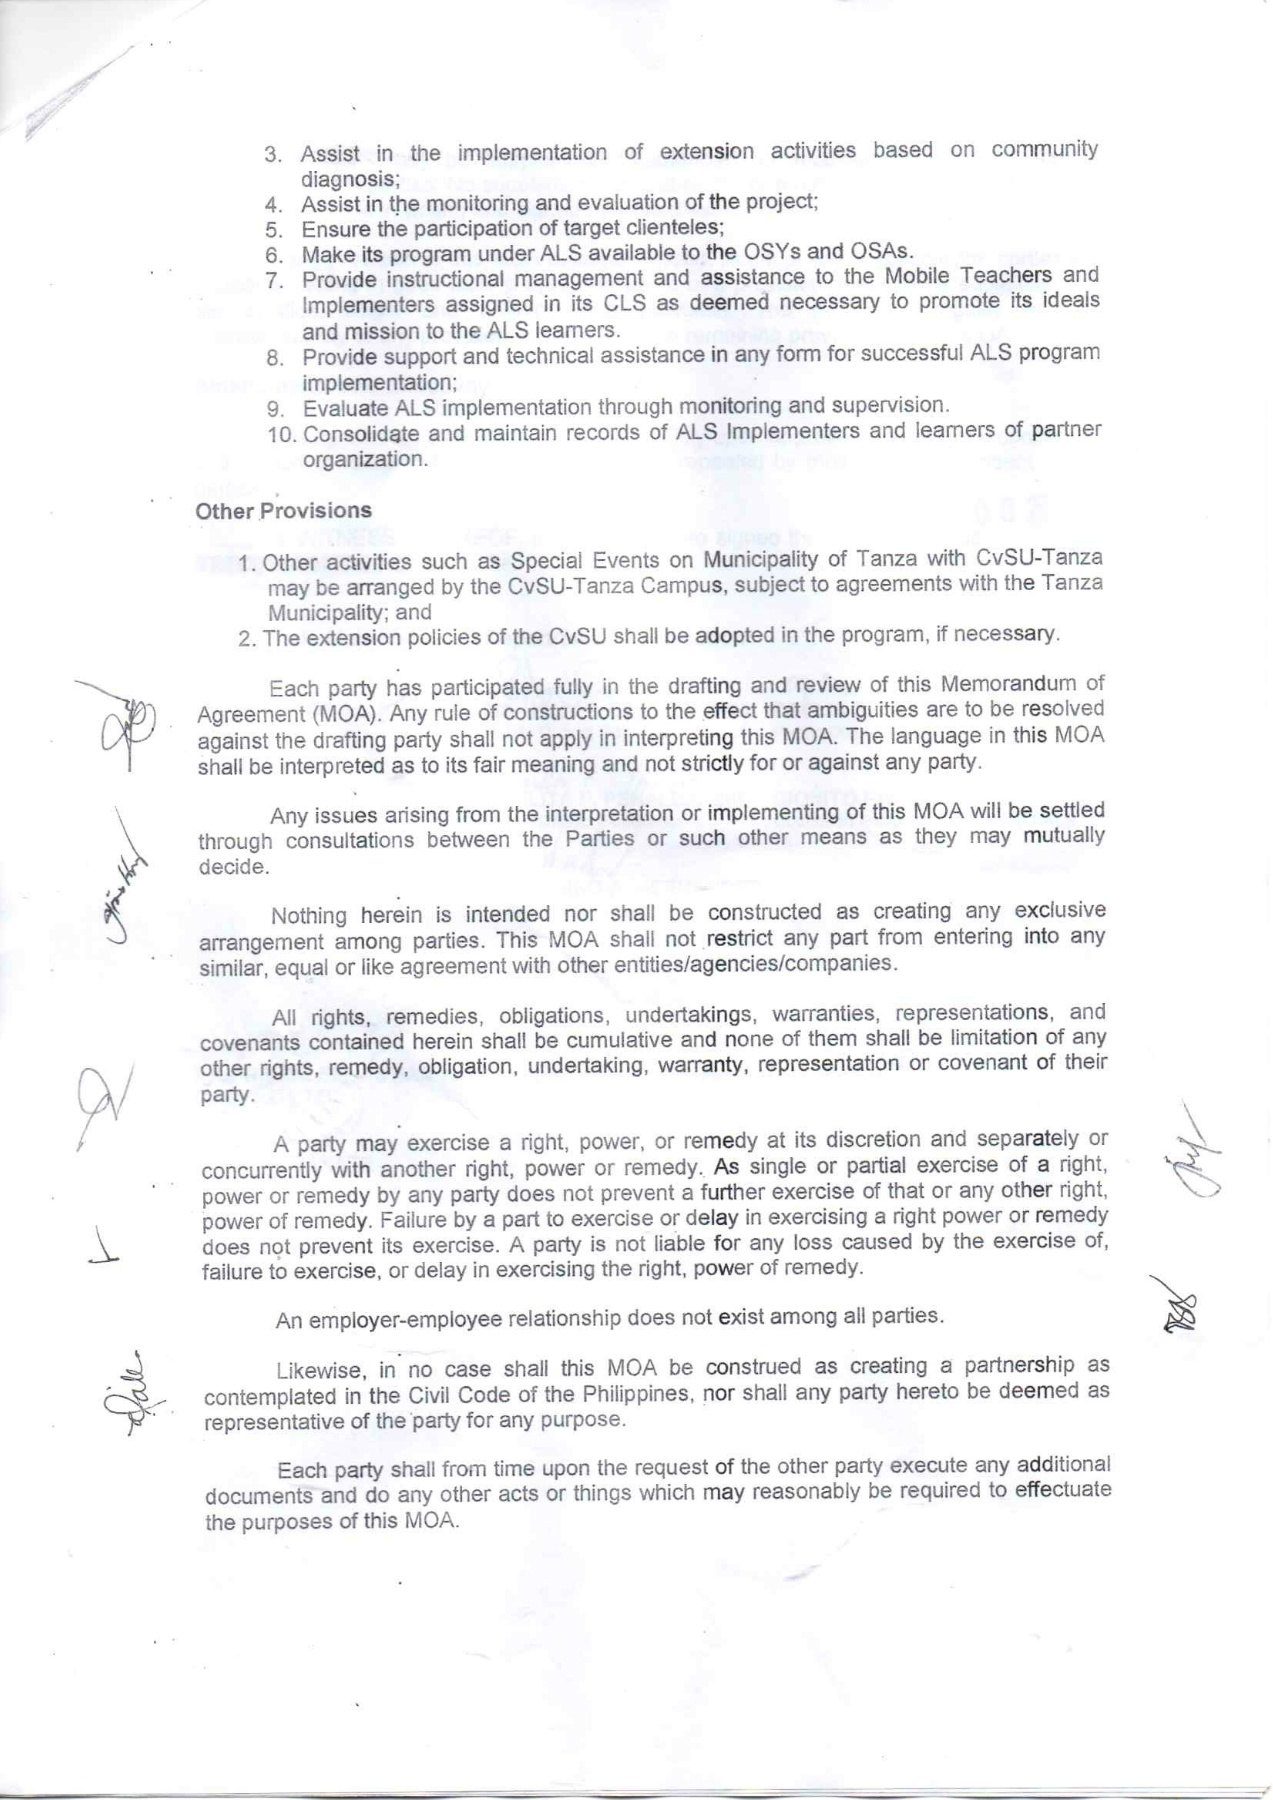 3. Assist in the implementation of extension activities based on community
diagnosis;
4. Assist in the monitoring and evaluation of the project;
5. Ensure the participation of target clienteles;
6. Make its program under ALS available to the OSYs and OSAs.
7. Provide instructional management and assistance to the Mobile Teachers and
Implementers assigned in its CLS as deemed necessary to promote its ideals
and mission to the ALS learners.
8. Provide support and technical assistance in any form for successful ALS program
implementation;
9. Evaluate ALS implementation through monitoring and supervision.
10. Consolidate and maintain records of ALS Implementers and learners of partner
organization.
Other Provisions
1. Other activities such as Special Events on Municipality of Tanza with CvSU-Tanza
may be arranged by the CvSU-Tanza Campus, subject to agreements with the Tanza
Municipality; and
2. The extension policies of the CvSU shall be adopted in the program, if necessary.
Each party has participated fully in the drafting and review of this Memorandum of
Agreement (MOA). Any rule of constructions to the effect that ambiguities are to be resolved
against the drafting party shall not apply in interpreting this MOA. The language in this MOA
shall be interpreted as to its fair meaning and not strictly for or against any party.
Any issues arising from the interpretation or implementing of this MOA will be settled
through consultations between the Parties or such other means as they may mutually
decide.
Nothing herein is intended nor shall be constructed as creating any exclusive
arrangement among parties. This MOA shall not restrict any part from entering into any
similar, equal or like agreement with other entities/agencies/companies.
All rights, remedies, obligations, undertakings, warranties, representations, and
covenants contained herein shall be cumulative and none of them shall be limitation of any
other rights, remedy, obligation, undertaking, warranty, representation or covenant of their
party.
A party may exercise a right, power, or remedy at its discretion and separately or
concurrently with another right, power or remedy. As single or partial exercise of a right,
power or remedy by any party does not prevent a further exercise of that or any other right,
power of remedy. Failure by a part to exercise or delay in exercising a right power or remedy
does not prevent its exercise. A party is not liable for any loss caused by the exercise of,
failure to exercise, or delay in exercising the right, power of remedy.
An employer-employee relationship does not exist among all parties.
Likewise, in no case shall this MOA be construed as creating a partnership as
contemplated in the Civil Code of the Philippines, nor shall any party hereto be deemed as
representative of the party for any purpose.
Each party shall from time upon the request of the other party execute any additional
documents and do any other acts or things which may reasonably be required to effectuate
the purposes of this MOA.